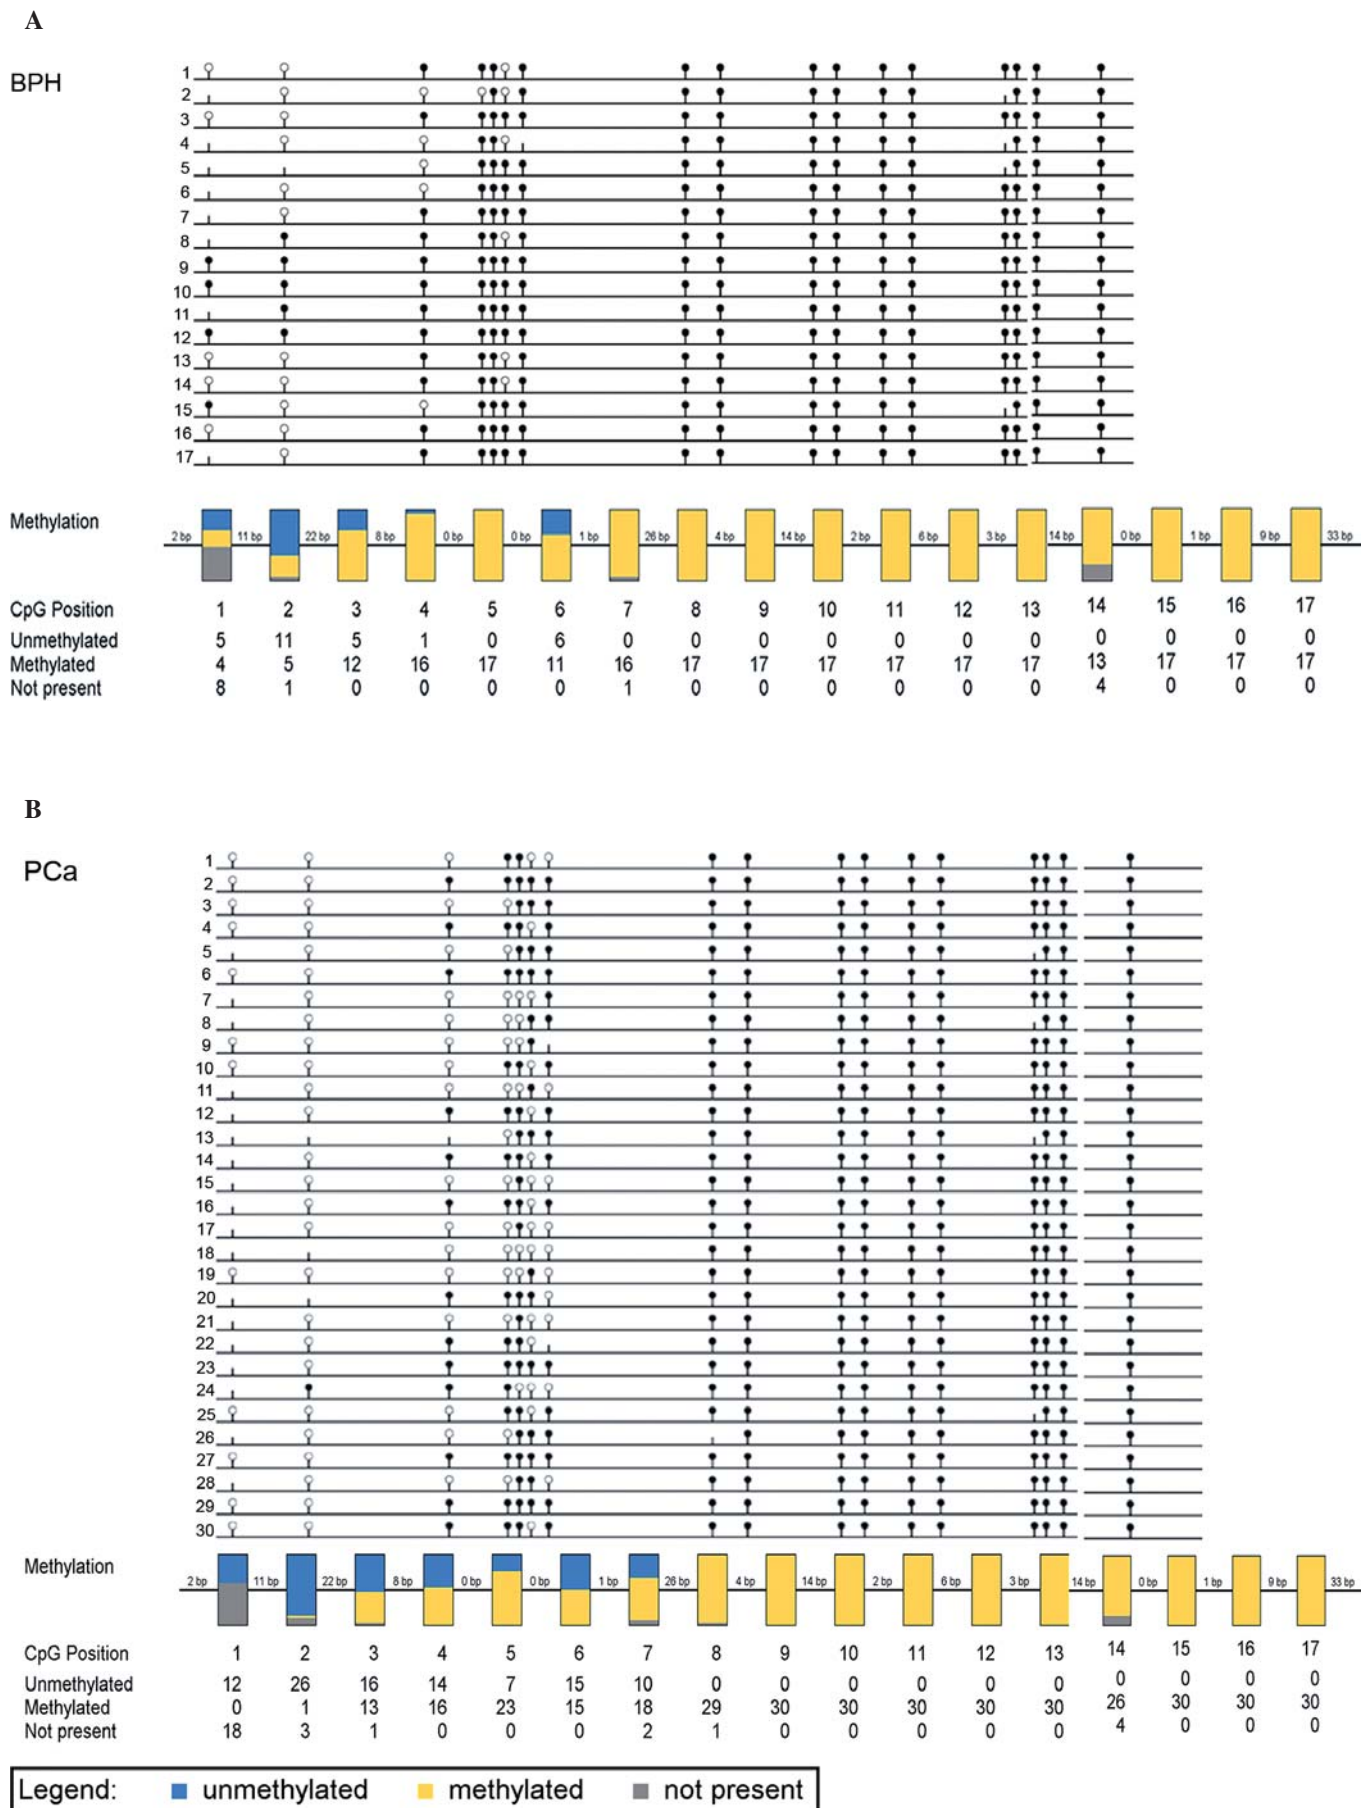 A
BPH
1
2
3
4
5
6
7
8
9
10
11
12
13
14
15
16
17
Methylation
2 bp 11 bp 22 bp 8 bp 0 bp 0 bp 1 bp 26 bp 4 bp 14 bp 2 bp 6 bp 3 bp 14 bp 0 bp 1 bp 9 bp 33 bp
CpG Position 1 2 3 4 5 6 7 8 9 10 11 12 13 14 15 16 17
Unmethylated 5 11 5 1 0 6 0 0 0 0 0 0 0 0 0 0 0
Methylated 4 5 12 16 17 11 16 17 17 17 17 17 17 13 17 17 17
Not present 8 1 0 0 0 0 1 0 0 0 0 0 0 4 0 0 0
B
PCa
1
2
3
4
5
6
7
8
9
10
11
12
13
14
15
16
17
18
19
20
21
22
23
24
25
26
27
28
29
30
Methylation
2 bp 11 bp 22 bp 8 bp 0 bp 0 bp 1 bp 26 bp 4 bp 14 bp 2 bp 6 bp 3 bp 14 bp 0 bp 1 bp 9 bp 33 bp
CpG Position 1 2 3 4 5 6 7 8 9 10 11 12 13 14 15 16 17
Unmethylated 12 26 16 14 7 15 10 0 0 0 0 0 0 0 0 0 0
Methylated 0 1 13 16 23 15 18 29 30 30 30 30 30 26 30 30 30
Not present 18 3 1 0 0 0 2 1 0 0 0 0 0 4 0 0 0
Legend: unmethylated methylated not present